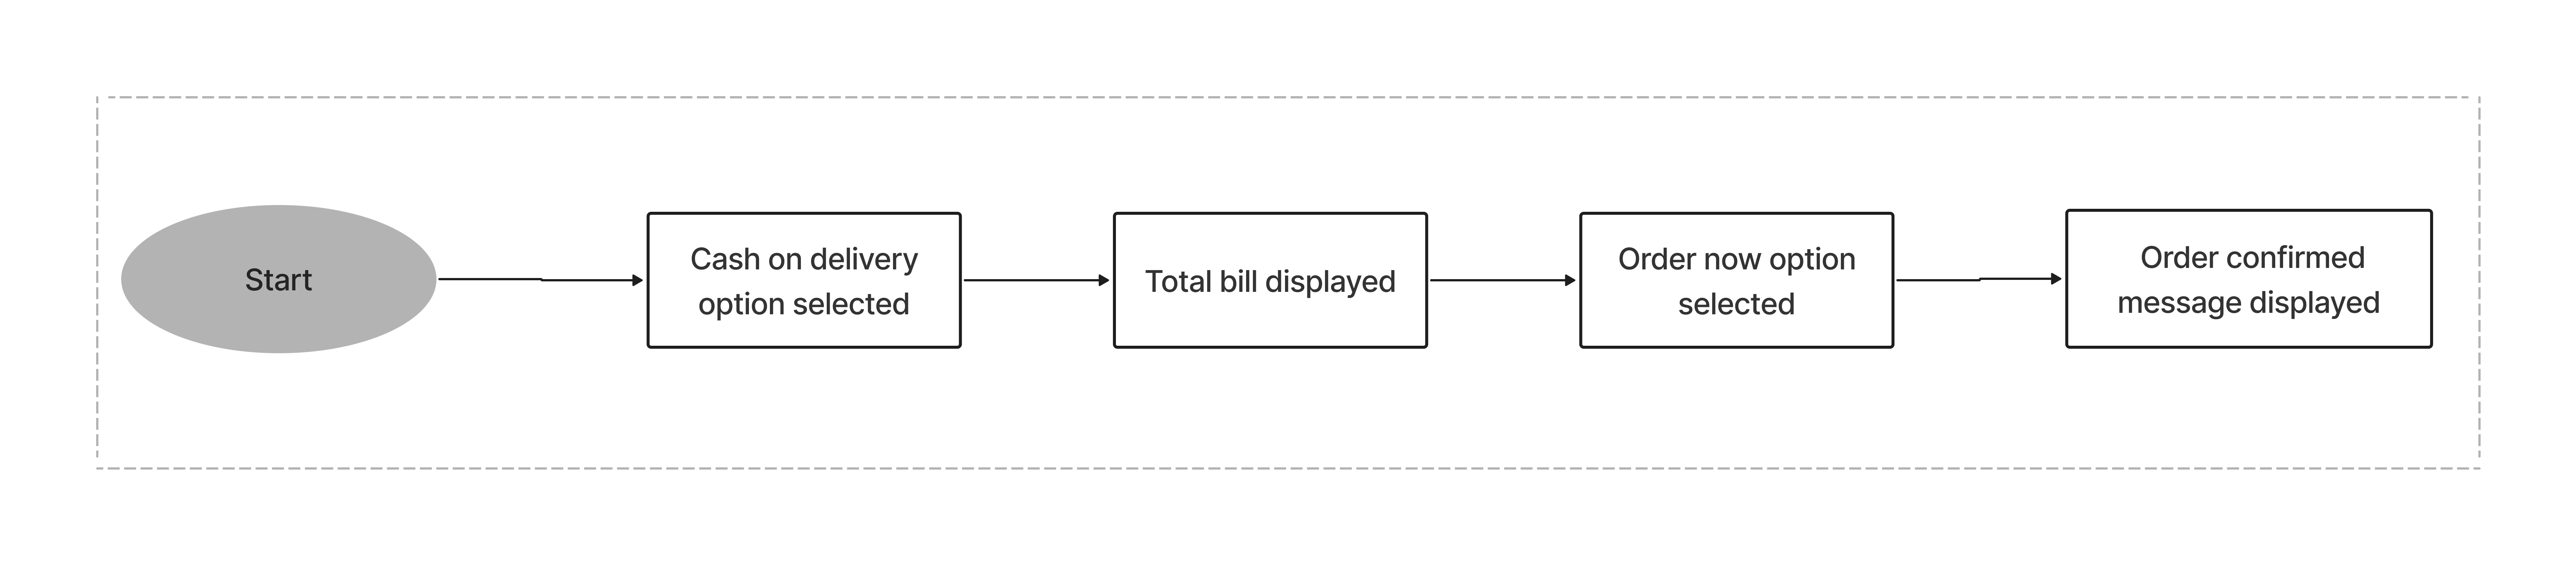 Start
Cash on delivery
option selected
Total bill displayed
Order now option
selected
Order confirmed
message displayed